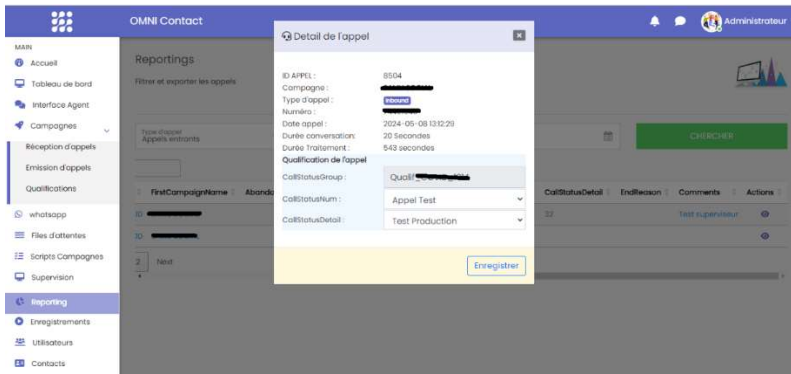 OMNI Contact
Administrateur
MAIN
Accueil
Tableau de bord
Interface Agent
Campagnes
Réception d'appels
Emission d'appels
Qualifications
whatsapp
Files d'attentes
Scripts Campagnes
Supervision
Reporting
Enregistrements
Utilisateurs
Contacts
Reportings
Filtrer et exporter les appels
Type d'appel
Appels entrants
CHERCHER
FirstCampaignName
Abando
CallStatusDetail
EndReason
Comments
Actions
ID
32
Test superviseur
ID
2
Next
Detail de l'appel
ID APPEL :
8504
Campagne :
Type d'appel :
Inbound
Numéro :
Date appel :
2024-05-08 13:12:29
Durée conversation:
20 Secondes
Durée Traitement :
543 secondes
Qualification de l'appel
CallStatusGroup :
CallStatusNum :
Appel Test
CallStatusDetail :
Test Production
Enregistrer